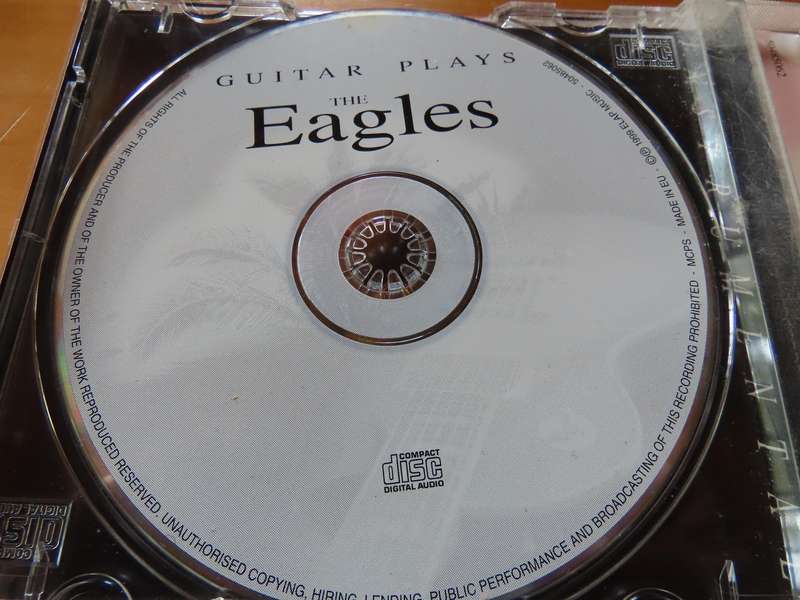 GUITAR PLAYS
THE
Eagles
ALL RIGHTS OF THE PRODUCER AND OF THE OWNER OF THE WORK REPRODUCED RESERVED. UNAUTHORISED COPYING, HIRING, LENDING, PUBLIC PERFORMANCE AND BROADCASTING OF THIS RECORDING PROHIBITED - MCPS - MADE IN EU - ©℗ 1999 ELAP MUSIC - 50485062
COMPACT
disc
DIGITAL AUDIO